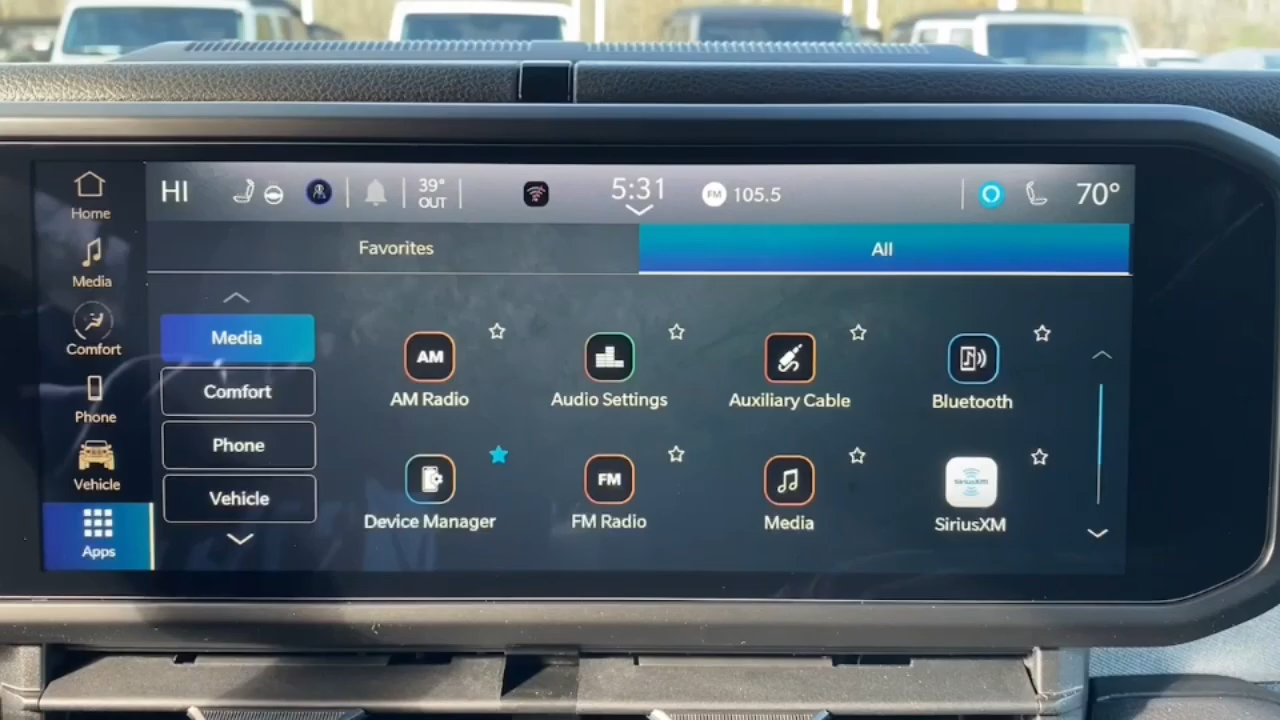 HI
39°
OUT
5:31
FM 105.5
70°
Home
Media
Comfort
Phone
Vehicle
Apps
Favorites
All
Media
Comfort
Phone
Vehicle
AM
AM Radio
Audio Settings
Auxiliary Cable
Bluetooth
Device Manager
FM
FM Radio
Media
SiriusXM
SiriusXM